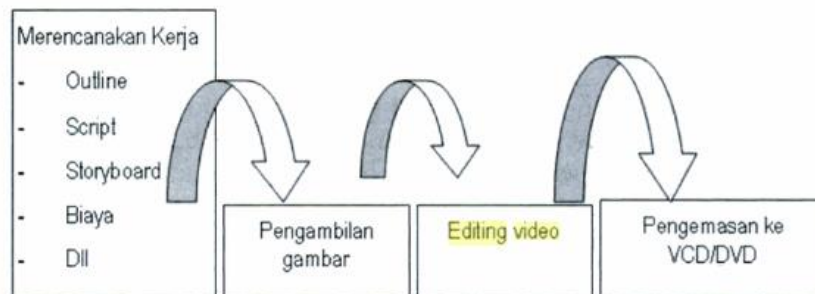 Merencanakan Kerja
- Outline
- Script
- Storyboard
- Biaya
- Dll
Pengambilan
gambar
Editing video
Pengemasan ke
VCD/DVD